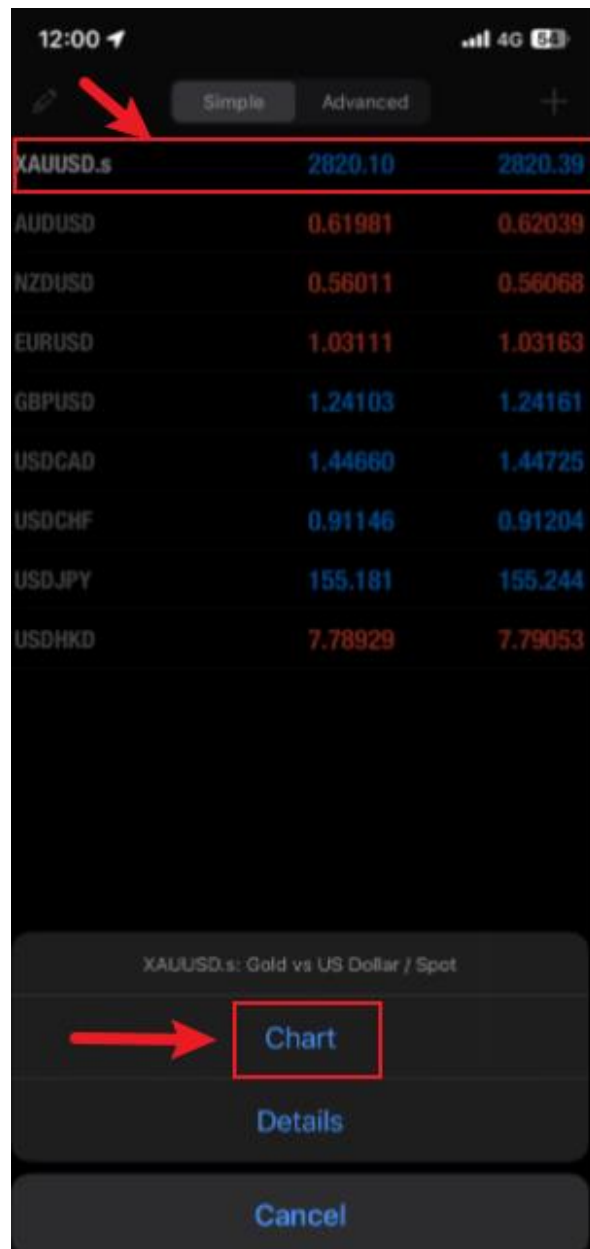 12:00 4G 54
Simple Advanced
XAUUSD.s 2820.10 2820.39
AUDUSD 0.61981 0.62039
NZDUSD 0.56011 0.56068
EURUSD 1.03111 1.03163
GBPUSD 1.24103 1.24161
USDCAD 1.44660 1.44725
USDCHF 0.91146 0.91204
USDJPY 155.181 155.244
USDHKD 7.78929 7.79053
XAUUSD.s: Gold vs US Dollar / Spot
Chart
Details
Cancel